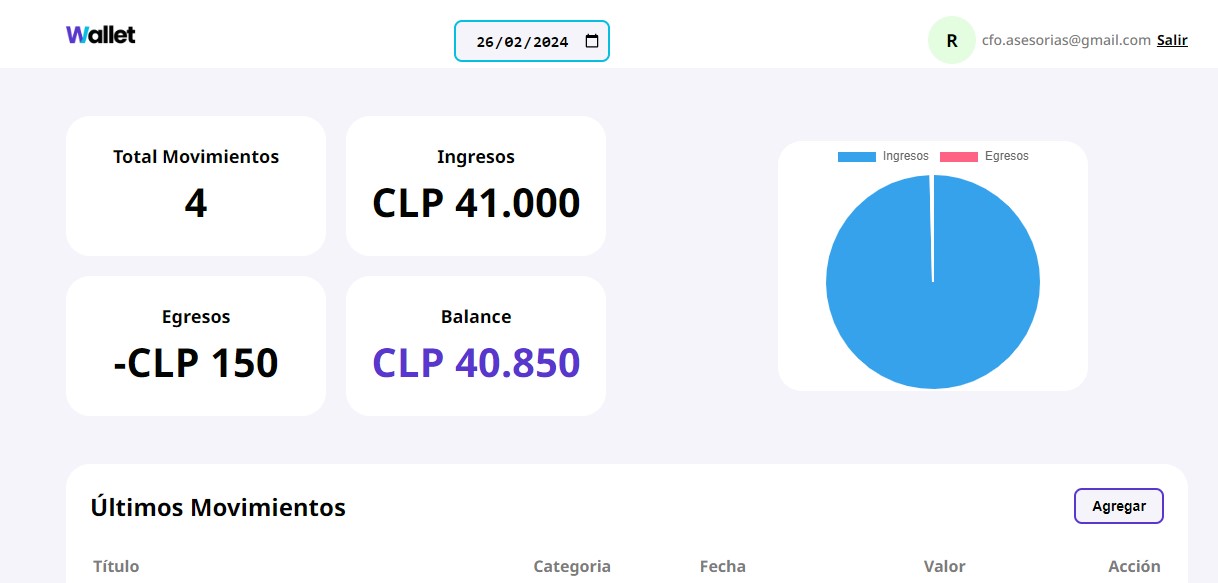 Wallet
26/02/2024
R cfo.asesorias@gmail.com Salir
Total Movimientos
4
Ingresos
CLP 41.000
Egresos
-CLP 150
Balance
CLP 40.850
Ingresos Egresos
Últimos Movimientos
Agregar
Título Categoria Fecha Valor Acción